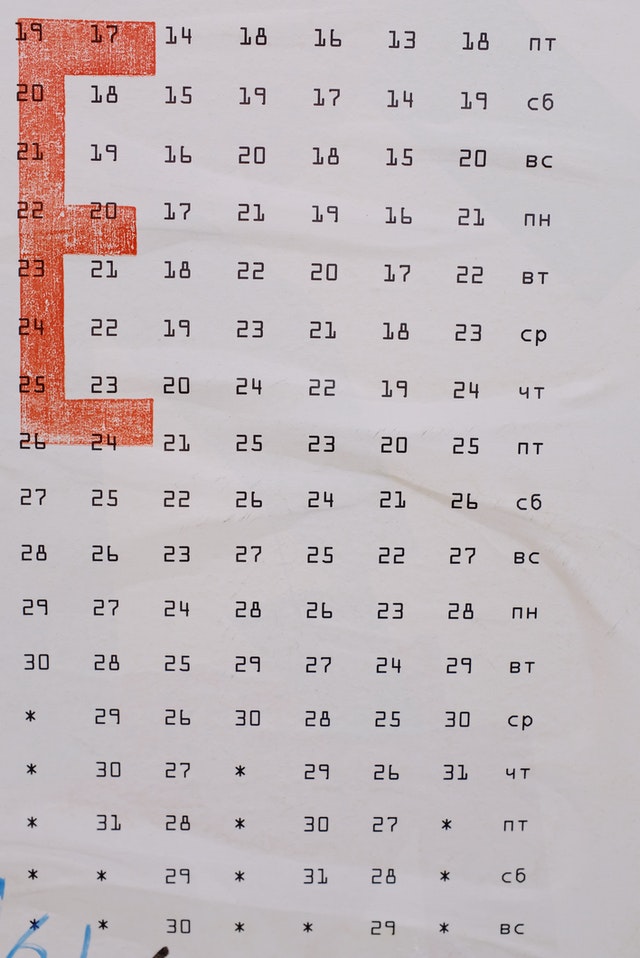 19 17 14 18 16 13 18 пт
20 18 15 19 17 14 19 сб
21 19 16 20 18 15 20 вс
22 20 17 21 19 16 21 пн
23 21 18 22 20 17 22 вт
24 22 19 23 21 18 23 ср
25 23 20 24 22 19 24 чт
26 24 21 25 23 20 25 пт
27 25 22 26 24 21 26 сб
28 26 23 27 25 22 27 вс
29 27 24 28 26 23 28 пн
30 28 25 29 27 24 29 вт
* 29 26 30 28 25 30 ср
* 30 27 * 29 26 31 чт
* 31 28 * 30 27 * пт
* * 29 * 31 28 * сб
* * 30 * * 29 * вс